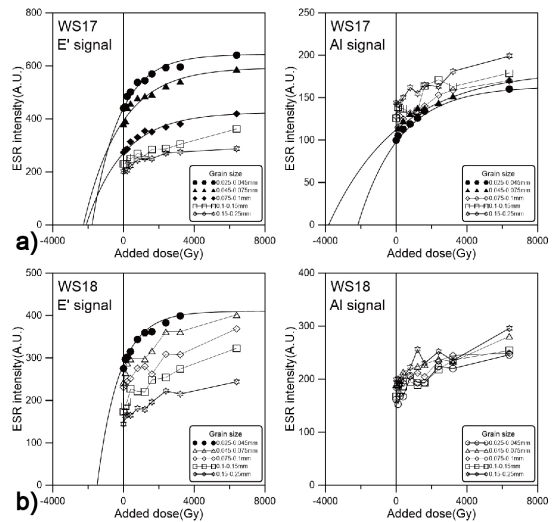 WS17
E' signal
ESR intensity(A.U.)
800
600
400
200
0
-4000
0
4000
8000
Added dose(Gy)
Grain size
0.025-0.045mm
0.045-0.075mm
0.075-0.1mm
0.1-0.15mm
0.15-0.25mm
a)
WS17
Al signal
ESR intensity(A.U.)
250
200
150
100
50
0
-4000
0
4000
8000
Added dose(Gy)
Grain size
0.025-0.045mm
0.045-0.075mm
0.075-0.1mm
0.1-0.15mm
0.15-0.25mm
WS18
E' signal
ESR intensity(A.U.)
500
400
300
200
100
0
-4000
0
4000
8000
Added dose(Gy)
Grain size
0.025-0.045mm
0.045-0.075mm
0.075-0.1mm
0.1-0.15mm
0.15-0.25mm
b)
WS18
Al signal
ESR intensity(A.U.)
400
300
200
100
0
-4000
0
4000
8000
Added dose(Gy)
Grain size
0.025-0.045mm
0.045-0.075mm
0.075-0.1mm
0.1-0.15mm
0.15-0.25mm